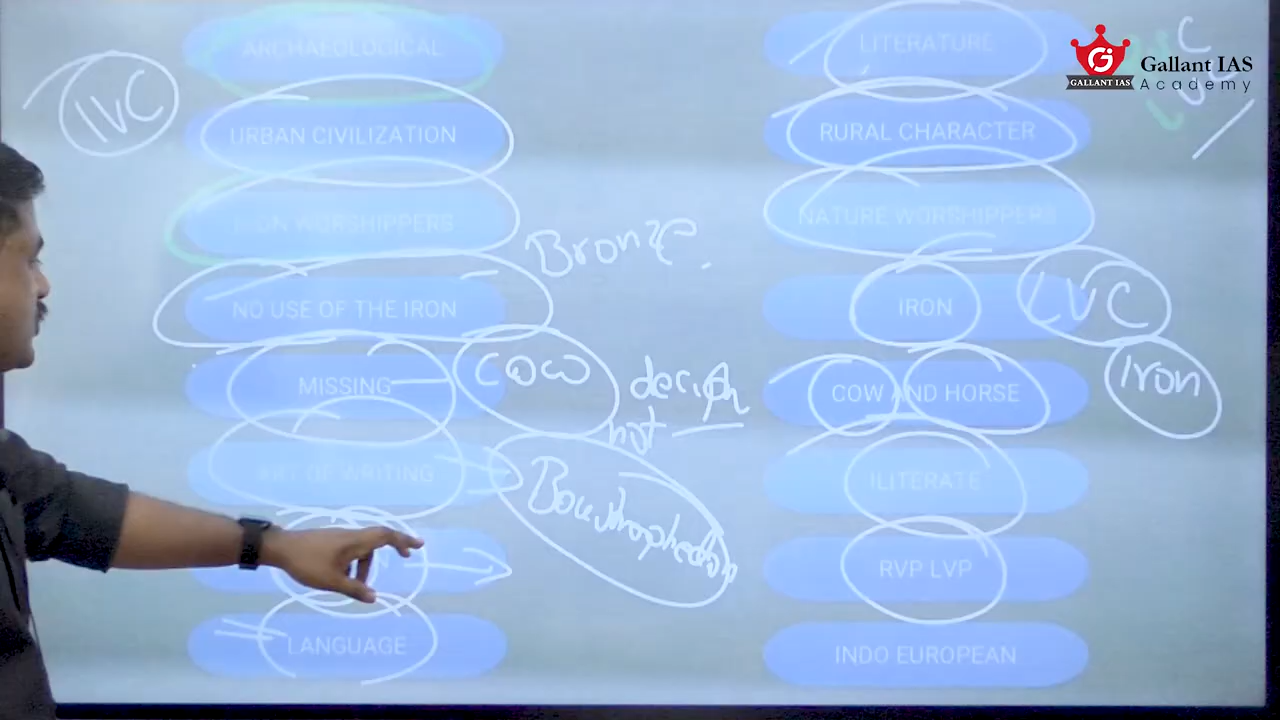 ARCHAEOLOGICAL
LITERATURE
Gallant IAS
Academy
GALLANT IAS
IVC
URBAN CIVILIZATION
RURAL CHARACTER
WORSHIPPERS
NATURE WORSHIPPERS
Bronze.
NO USE OF THE IRON
IRON
LVC
MISSING
COW
COW AND HORSE
Iron
not
ART OF WRITING
ILITERATE
Boustrophedon
RVP LVP
LANGUAGE
INDO EUROPEAN